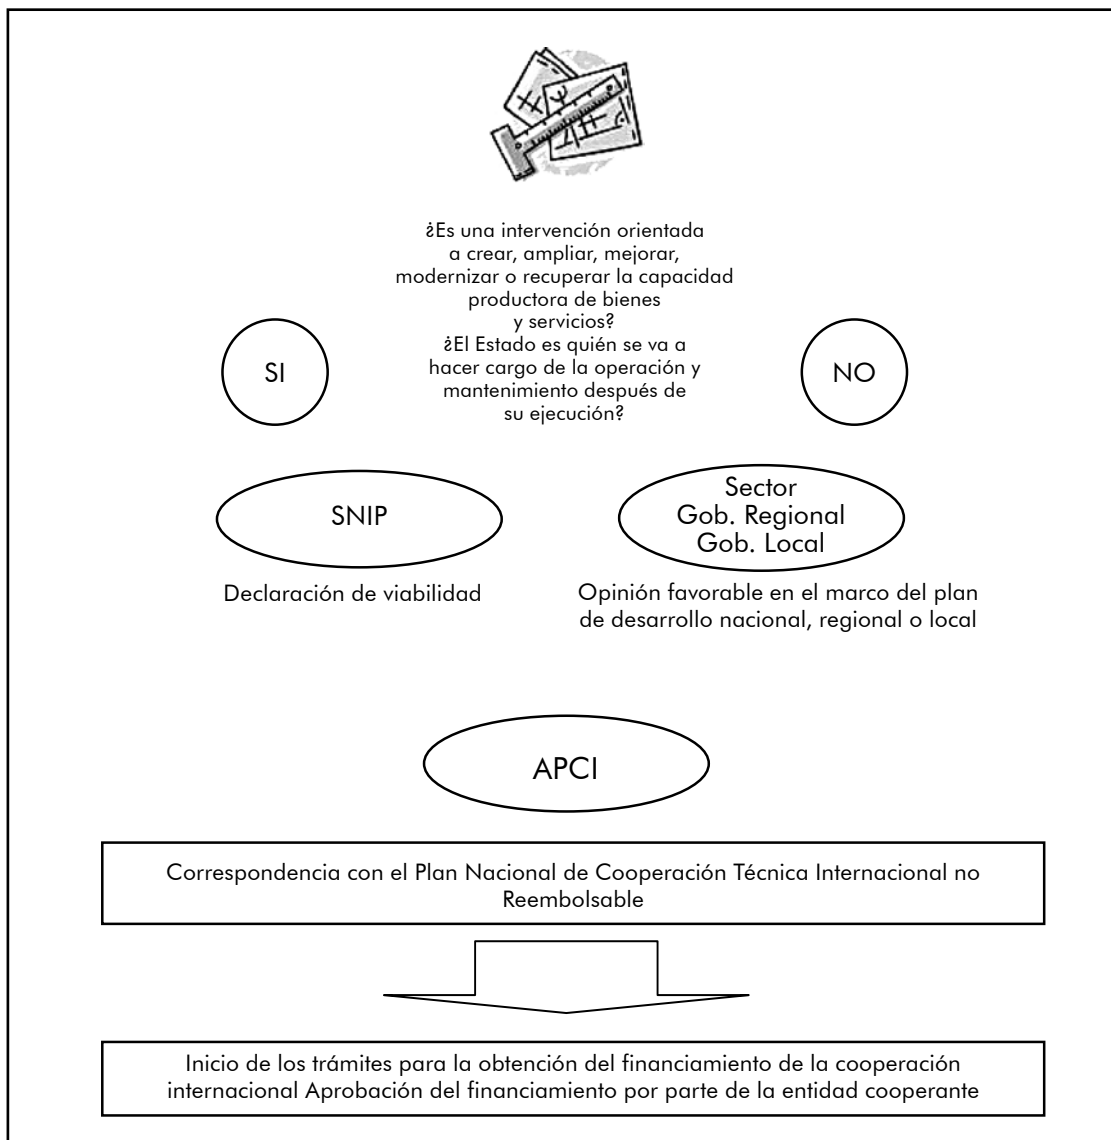 ¿Es una intervención orientada
a crear, ampliar, mejorar,
modernizar o recuperar la capacidad
productora de bienes
y servicios?
¿El Estado es quién se va a
hacer cargo de la operación y
mantenimiento después de
su ejecución?
SI
NO
SNIP
Declaración de viabilidad
Sector
Gob. Regional
Gob. Local
Opinión favorable en el marco del plan
de desarrollo nacional, regional o local
APCI
Correspondencia con el Plan Nacional de Cooperación Técnica Internacional no
Reembolsable
Inicio de los trámites para la obtención del financiamiento de la cooperación
internacional Aprobación del financiamiento por parte de la entidad cooperante